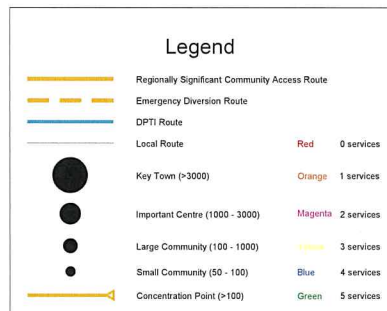 Legend
Regionally Significant Community Access Route
Emergency Diversion Route
DPTI Route
Local Route Red 0 services
Key Town (>3000) Orange 1 services
Important Centre (1000 - 3000) Magenta 2 services
Large Community (100 - 1000) Yellow 3 services
Small Community (50 - 100) Blue 4 services
Concentration Point (>100) Green 5 services